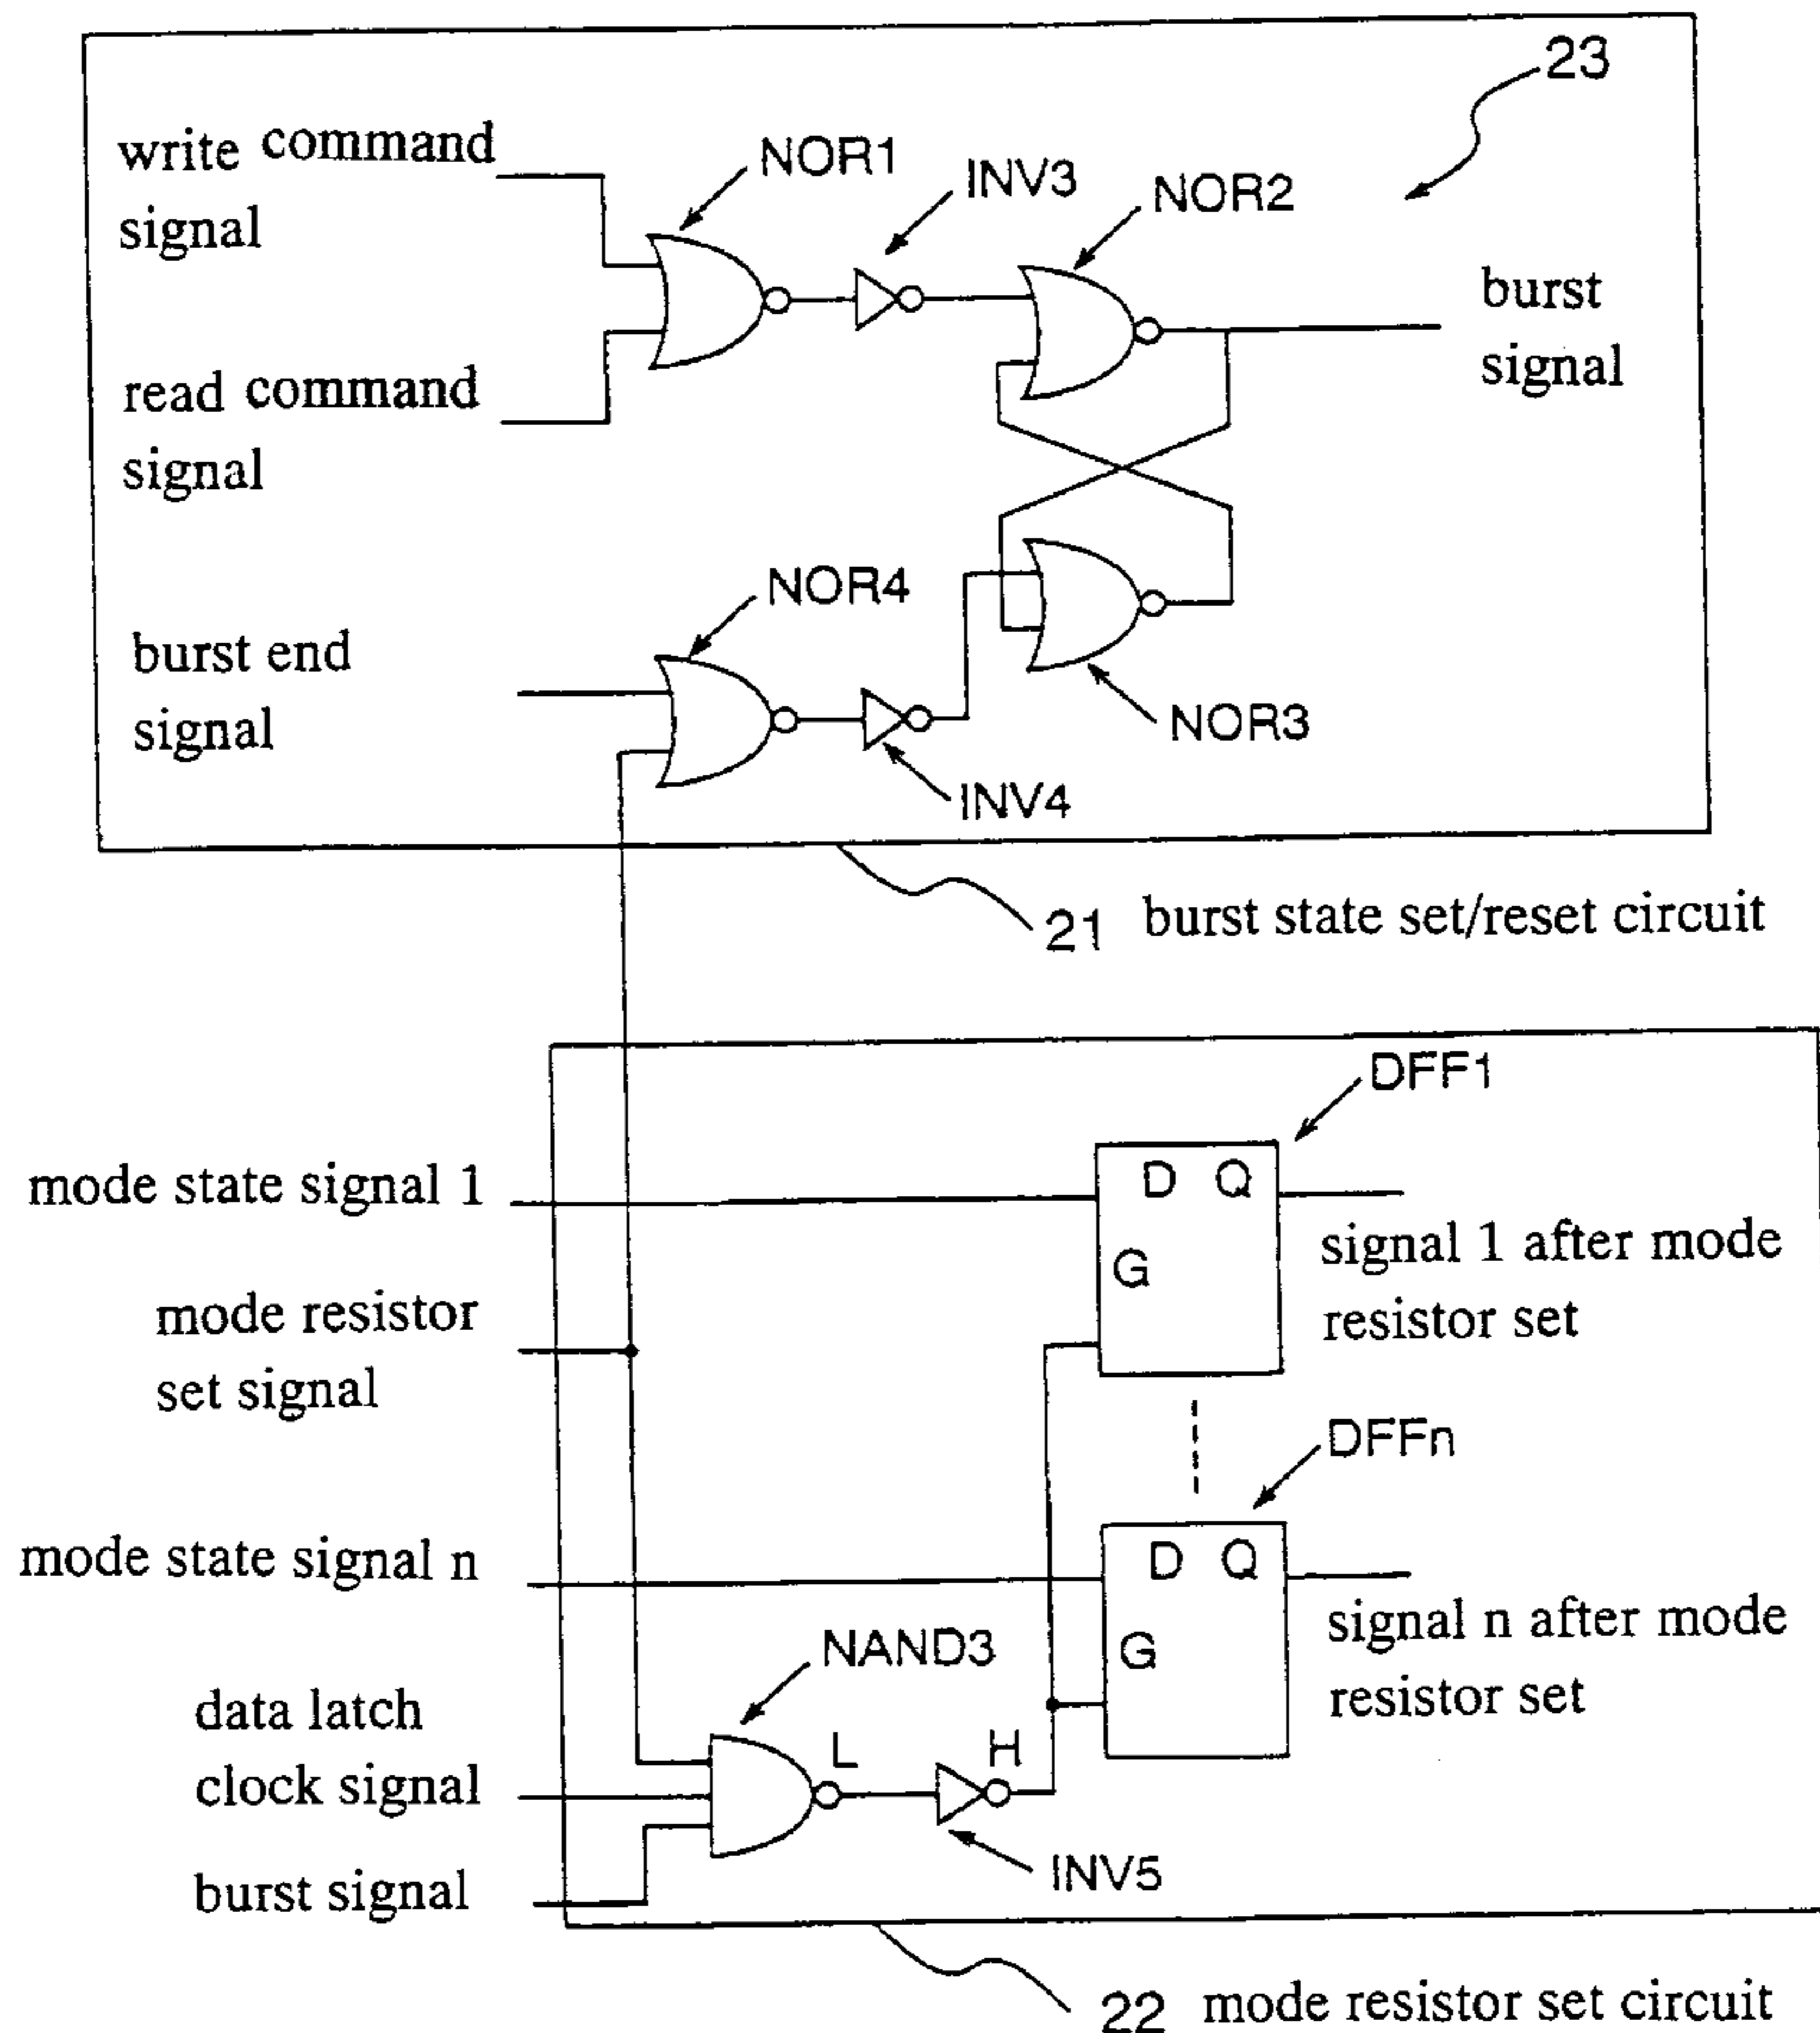 23
write command
signal
NOR1
INV3
NOR2
burst
signal
read command
signal
NOR4
burst end
signal
NOR3
INV4
21 burst state set/reset circuit
DFF1
mode state signal 1
D Q
G
signal 1 after mode
resistor set
mode resistor
set signal
DFFn
mode state signal n
D Q
G
signal n after mode
resistor set
NAND3
data latch
clock signal
L
H
burst signal
INV5
22 mode resistor set circuit